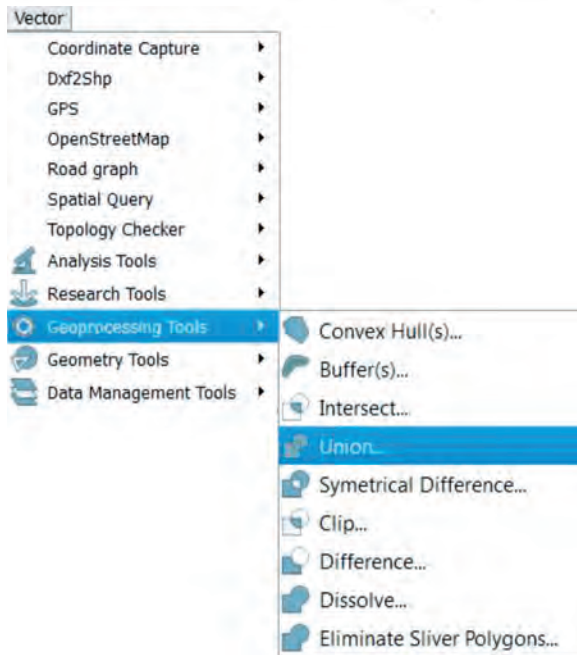 Vector
Coordinate Capture
Dxf2Shp
GPS
OpenStreetMap
Road graph
Spatial Query
Topology Checker
Analysis Tools
Research Tools
Geoprocessing Tools
Geometry Tools
Data Management Tools
Convex Hull(s)...
Buffer(s)...
Intersect...
Union...
Symetrical Difference...
Clip...
Difference...
Dissolve...
Eliminate Sliver Polygons...